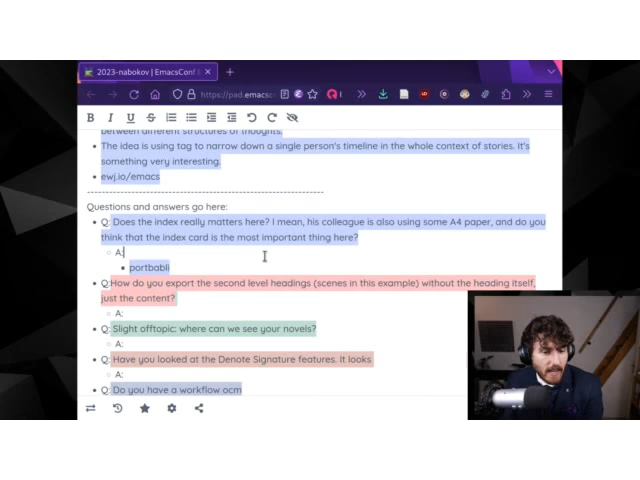 2023-nabokov | EmacsConf
https://pad.emacs
between different structures of thoughts.
The idea is using tag to narrow down a single person's timeline in the whole context of stories. It's
something very interesting.
ewj.io/emacs
Questions and answers go here:
Q: Does the index really matters here? I mean, his colleague is also using some A4 paper, and do you
think that the index card is the most important thing here?
A:
portbabli
Q:How do you export the second level headings (scenes in this example) without the heading itself,
just the content?
A:
Q: Slight offtopic: where can we see your novels?
A:
Q: Have you looked at the Denote Signature features. It looks
A:
Q: Do you have a workflow ocm